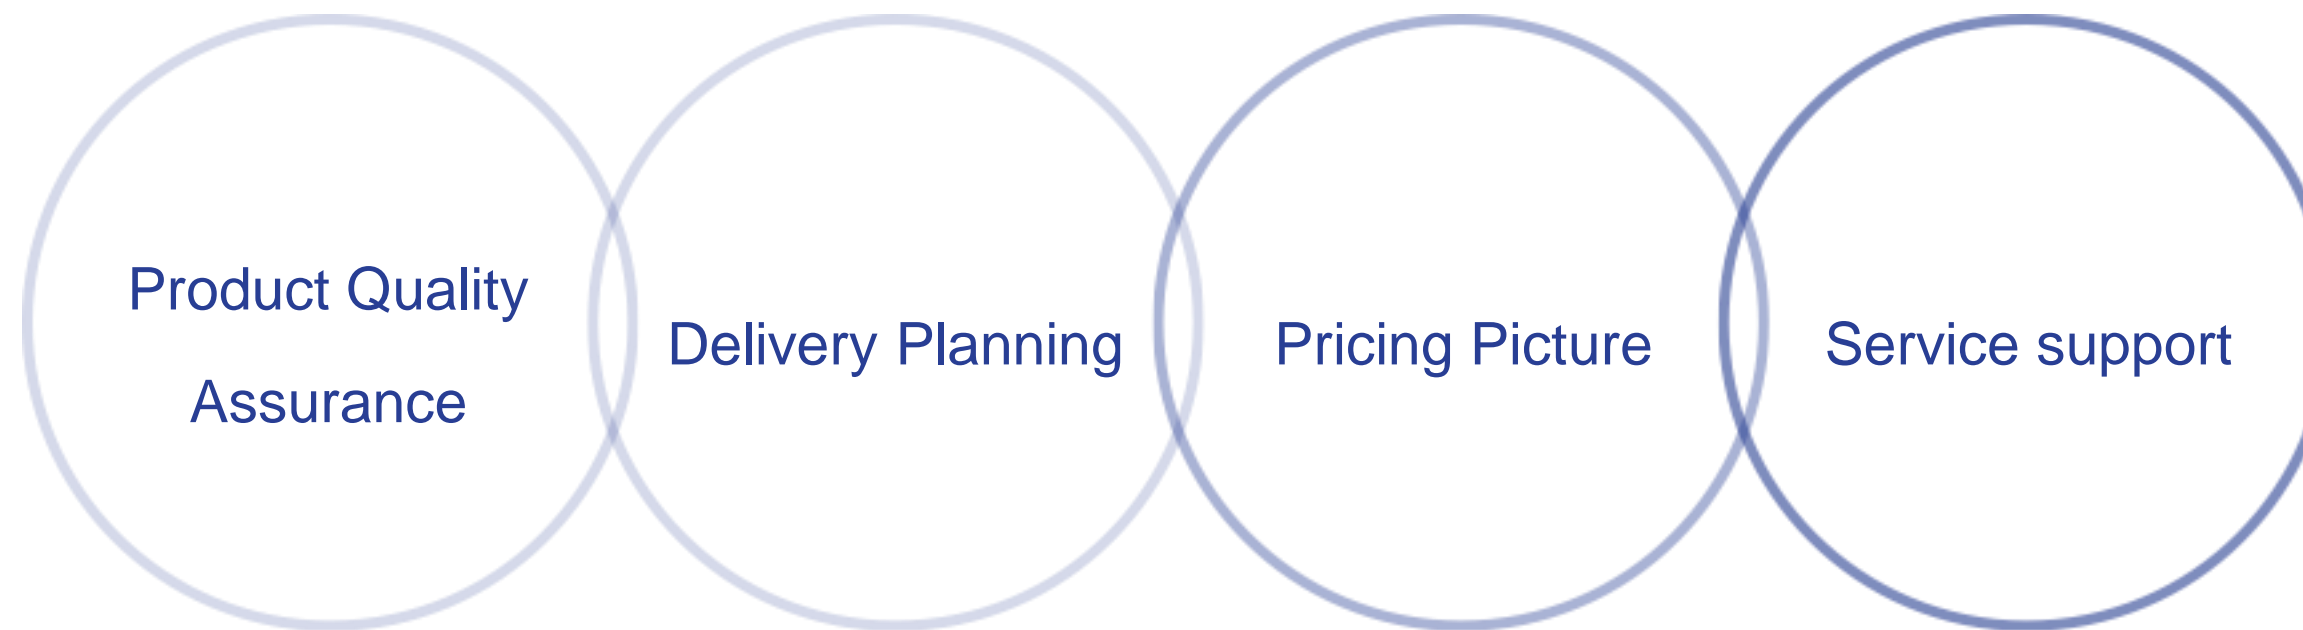 Product Quality
Assurance
Delivery Planning
Pricing Picture
Service support